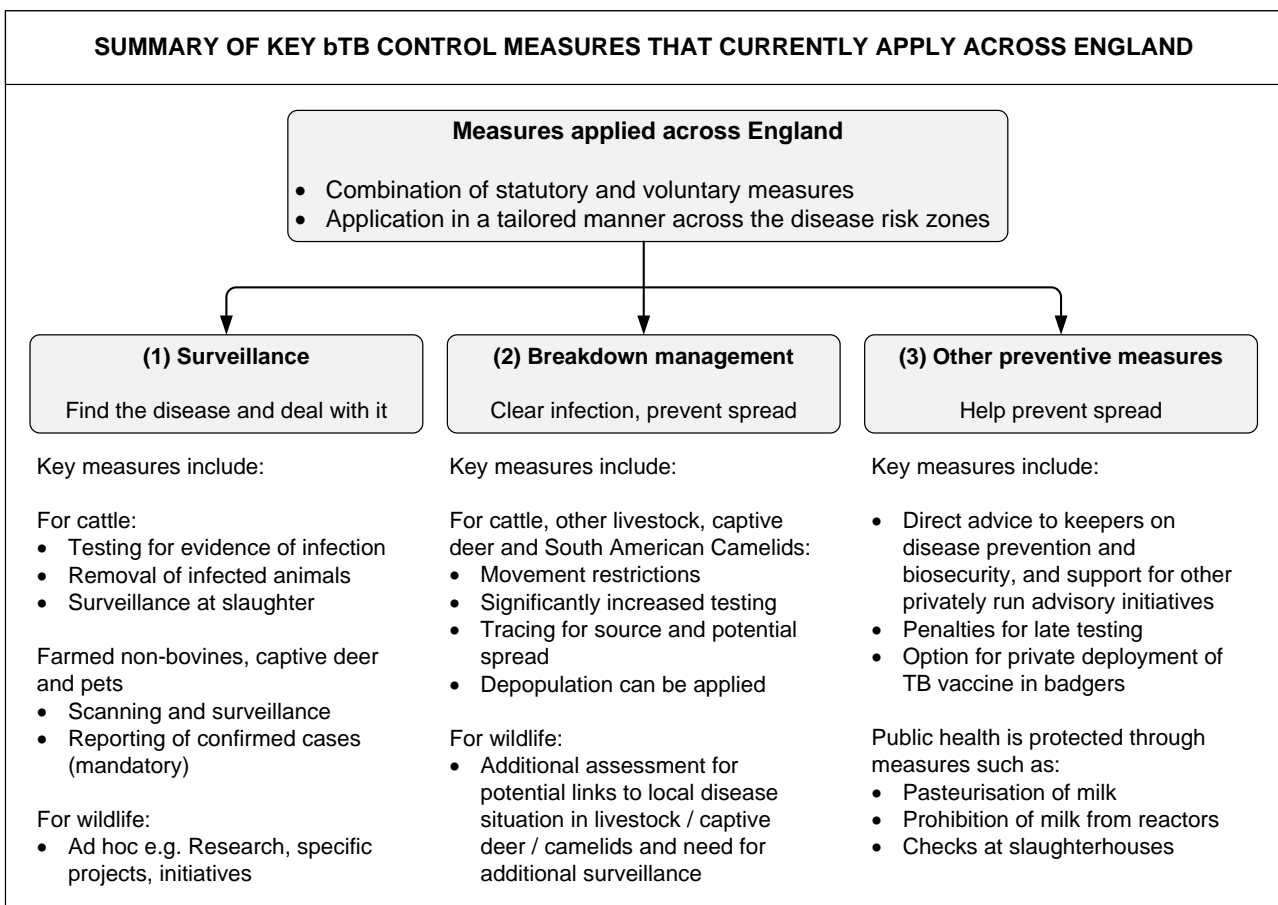 SUMMARY OF KEY bTB CONTROL MEASURES THAT CURRENTLY APPLY ACROSS ENGLAND
Measures applied across England
• Combination of statutory and voluntary measures
• Application in a tailored manner across the disease risk zones
(1) Surveillance
Find the disease and deal with it
Key measures include:
For cattle:
• Testing for evidence of infection
• Removal of infected animals
• Surveillance at slaughter
Farmed non-bovines, captive deer
and pets
• Scanning and surveillance
• Reporting of confirmed cases
(mandatory)
For wildlife:
• Ad hoc e.g. Research, specific
projects, initiatives
(2) Breakdown management
Clear infection, prevent spread
Key measures include:
For cattle, other livestock, captive
deer and South American Camelids:
• Movement restrictions
• Significantly increased testing
• Tracing for source and potential
spread
• Depopulation can be applied
For wildlife:
• Additional assessment for
potential links to local disease
situation in livestock / captive
deer / camelids and need for
additional surveillance
(3) Other preventive measures
Help prevent spread
Key measures include:
• Direct advice to keepers on
disease prevention and
biosecurity, and support for other
privately run advisory initiatives
• Penalties for late testing
• Option for private deployment of
TB vaccine in badgers
Public health is protected through
measures such as:
• Pasteurisation of milk
• Prohibition of milk from reactors
• Checks at slaughterhouses